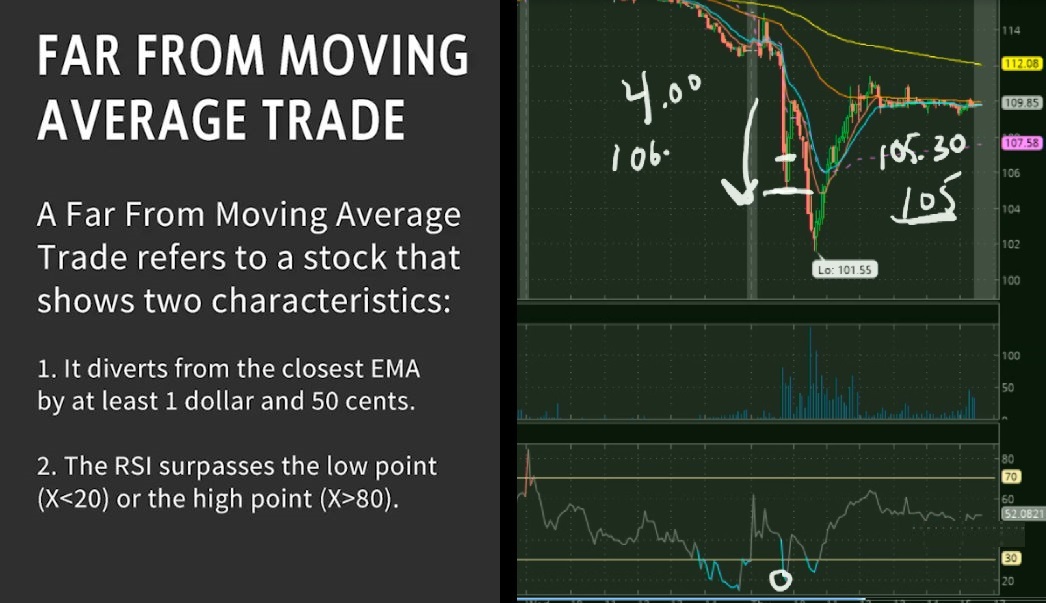 FAR FROM MOVING
AVERAGE TRADE
A Far From Moving Average
Trade refers to a stock that
shows two characteristics:
1. It diverts from the closest EMA
by at least 1 dollar and 50 cents.
2. The RSI surpasses the low point
(X<20) or the high point (X>80).
114
112.08
109.85
107.58
106
104
102
100
4.00
106.
105.30
105
Lo: 101.55
100
50
80
70
60
52.0821
30
20